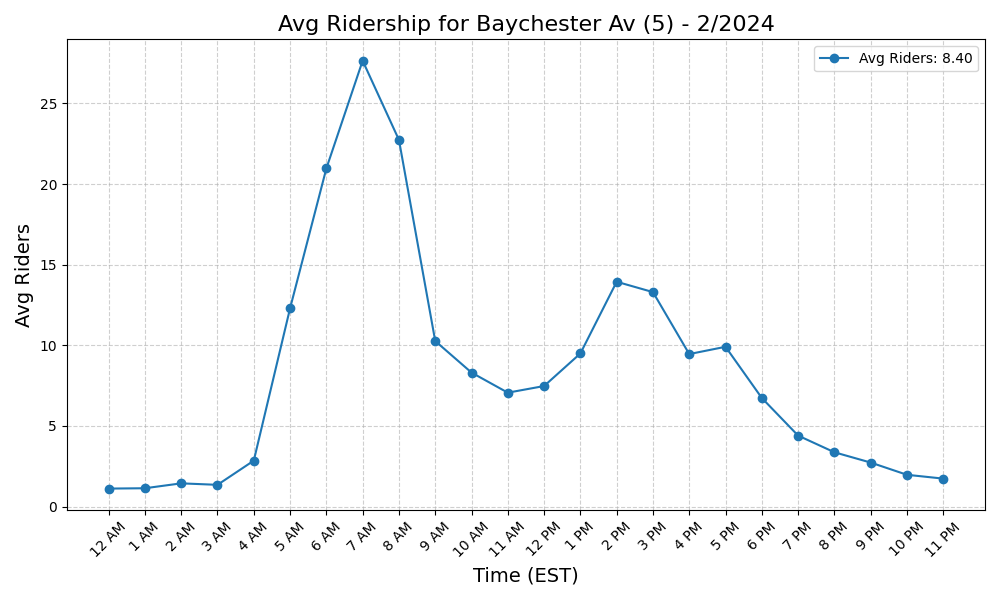 Avg Ridership for Baychester Av (5) - 2/2024
Avg Riders: 8.40
Avg Riders
25
20
15
10
5
0
12 AM
1 AM
2 AM
3 AM
4 AM
5 AM
6 AM
7 AM
8 AM
9 AM
10 AM
11 AM
12 PM
1 PM
2 PM
3 PM
4 PM
5 PM
6 PM
7 PM
8 PM
9 PM
10 PM
11 PM
Time (EST)